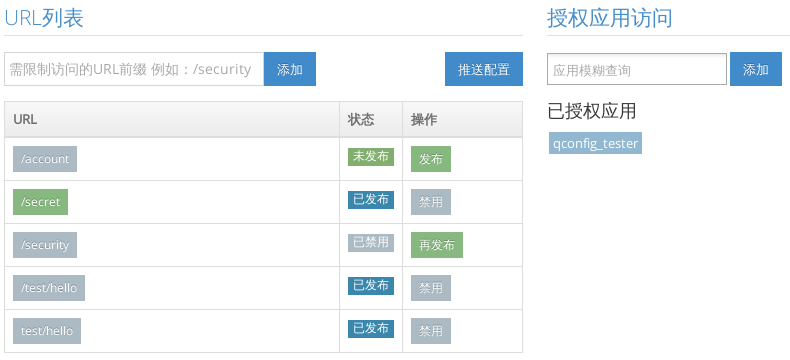 URL列表
需限制访问的URL前缀 例如：/security 添加 推送配置
URL 状态 操作
/account 未发布 发布
/secret 已发布 禁用
/security 已禁用 再发布
/test/hello 已发布 禁用
test/hello 已发布 禁用
授权应用访问
应用模糊查询 添加
已授权应用
qconfig_tester